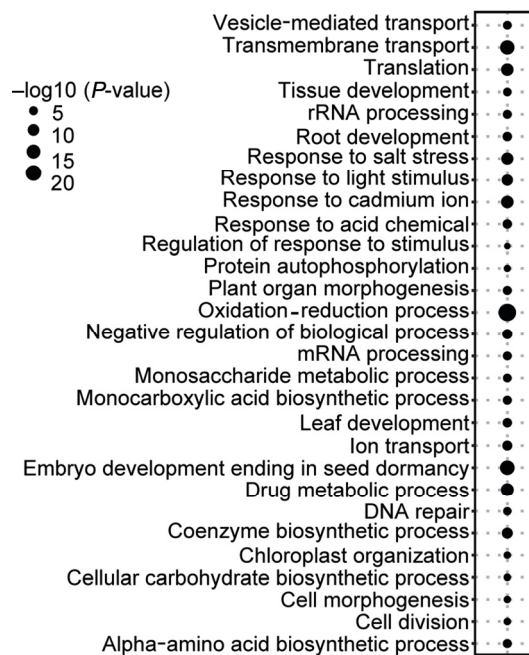 Vesicle-mediated transport
Transmembrane transport
Translation
Tissue development
rRNA processing
Root development
Response to salt stress
Response to light stimulus
Response to cadmium ion
Response to acid chemical
Regulation of response to stimulus
Protein autophosphorylation
Plant organ morphogenesis
Oxidation-reduction process
Negative regulation of biological process
mRNA processing
Monosaccharide metabolic process
Monocarboxylic acid biosynthetic process
Leaf development
Ion transport
Embryo development ending in seed dormancy
Drug metabolic process
DNA repair
Coenzyme biosynthetic process
Chloroplast organization
Cellular carbohydrate biosynthetic process
Cell morphogenesis
Cell division
Alpha-amino acid biosynthetic process
−log10 (P-value)
5
10
15
20